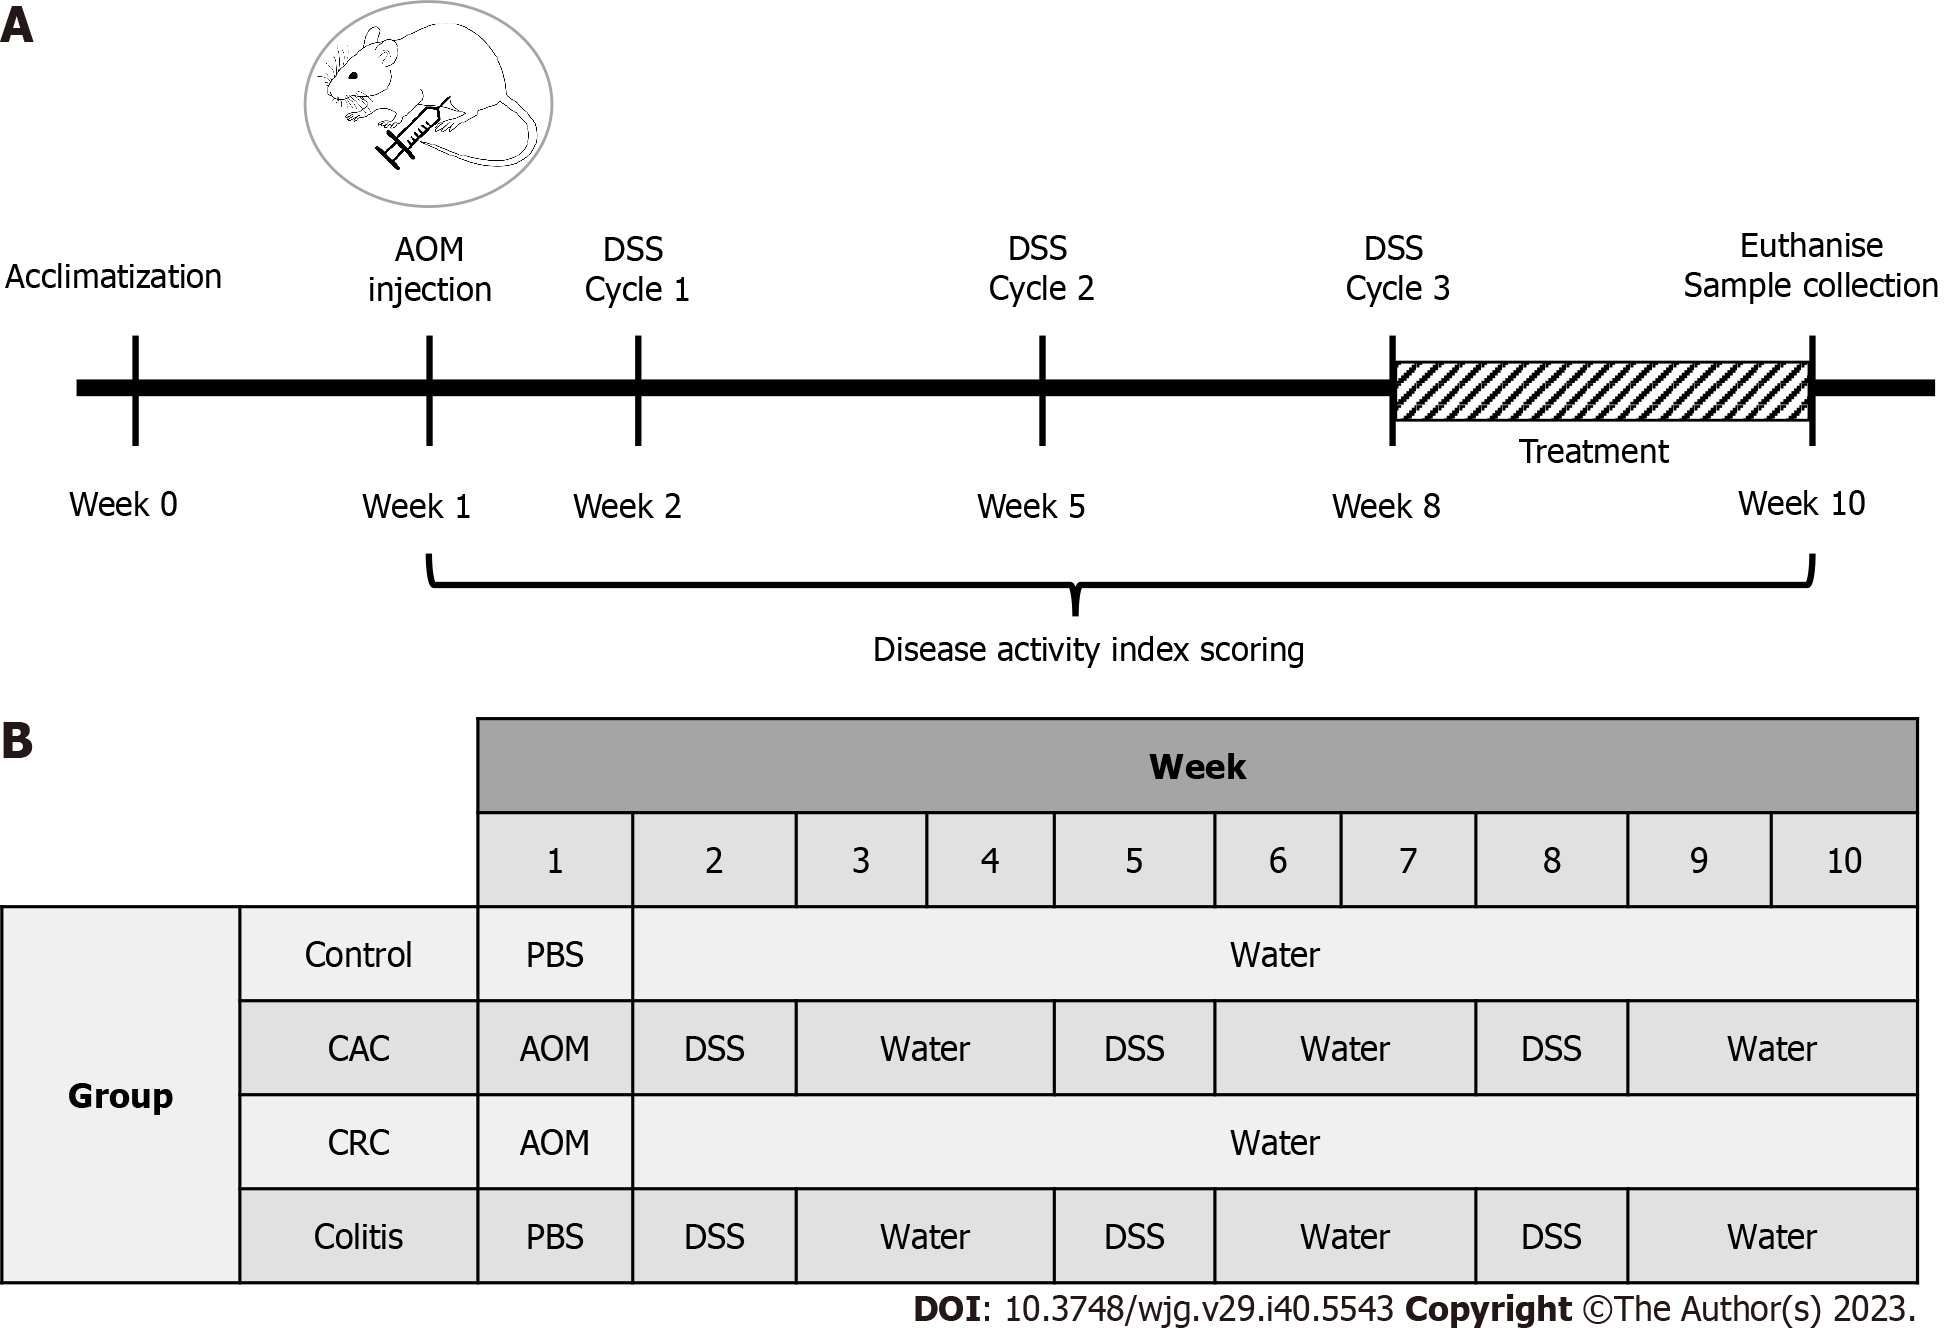 A
Acclimatization
AOM
injection
DSS
Cycle 1
DSS
Cycle 2
DSS
Cycle 3
Euthanise
Sample collection
Treatment
Week 0
Week 1
Week 2
Week 5
Week 8
Week 10
Disease activity index scoring
B
Week
1 2 3 4 5 6 7 8 9 10
Group
Control PBS Water
CAC AOM DSS Water DSS Water DSS Water
CRC AOM Water
Colitis PBS DSS Water DSS Water DSS Water
DOI: 10.3748/wjg.v29.i40.5543 Copyright ©The Author(s) 2023.